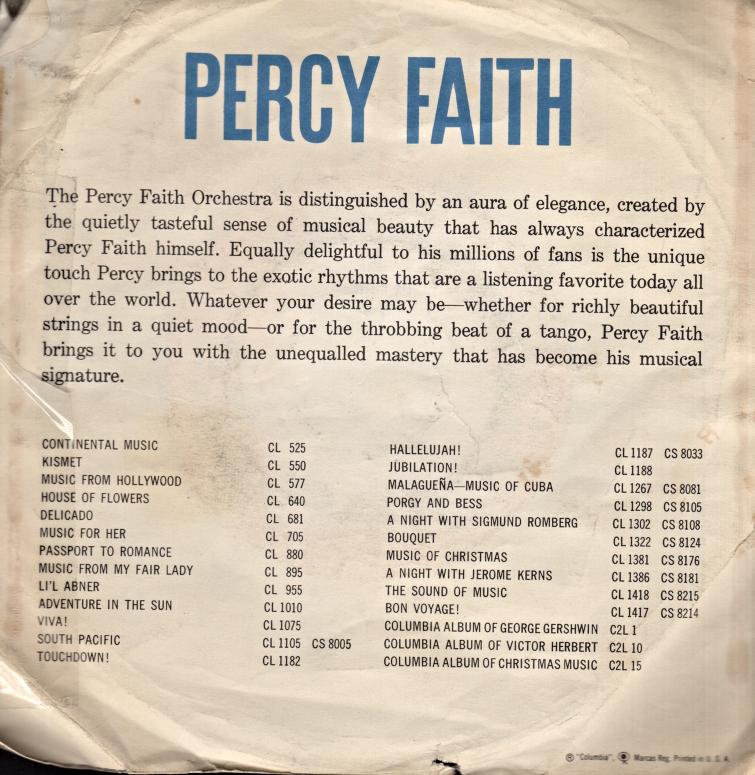 PERCY FAITH
The Percy Faith Orchestra is distinguished by an aura of elegance, created by
the quietly tasteful sense of musical beauty that has always characterized
Percy Faith himself. Equally delightful to his millions of fans is the unique
touch Percy brings to the exotic rhythms that are a listening favorite today all
over the world. Whatever your desire may be—whether for richly beautiful
strings in a quiet mood—or for the throbbing beat of a tango, Percy Faith
brings it to you with the unequalled mastery that has become his musical
signature.
CONTINENTAL MUSIC CL 525
KISMET CL 550
MUSIC FROM HOLLYWOOD CL 577
HOUSE OF FLOWERS CL 640
DELICADO CL 681
MUSIC FOR HER CL 705
PASSPORT TO ROMANCE CL 880
MUSIC FROM MY FAIR LADY CL 895
LI'L ABNER CL 955
ADVENTURE IN THE SUN CL 1010
VIVA! CL 1075
SOUTH PACIFIC CL 1105 CS 8005
TOUCHDOWN! CL 1182
HALLELUJAH! CL 1187 CS 8033
JUBILATION! CL 1188
MALAGUEÑA—MUSIC OF CUBA CL 1267 CS 8081
PORGY AND BESS CL 1298 CS 8105
A NIGHT WITH SIGMUND ROMBERG CL 1302 CS 8108
BOUQUET CL 1322 CS 8124
MUSIC OF CHRISTMAS CL 1381 CS 8176
A NIGHT WITH JEROME KERNS CL 1386 CS 8181
THE SOUND OF MUSIC CL 1418 CS 8215
BON VOYAGE! CL 1417 CS 8214
COLUMBIA ALBUM OF GEORGE GERSHWIN C2L 1
COLUMBIA ALBUM OF VICTOR HERBERT C2L 10
COLUMBIA ALBUM OF CHRISTMAS MUSIC C2L 15
℗ "Columbia", Marcas Reg. Printed in U. S. A.